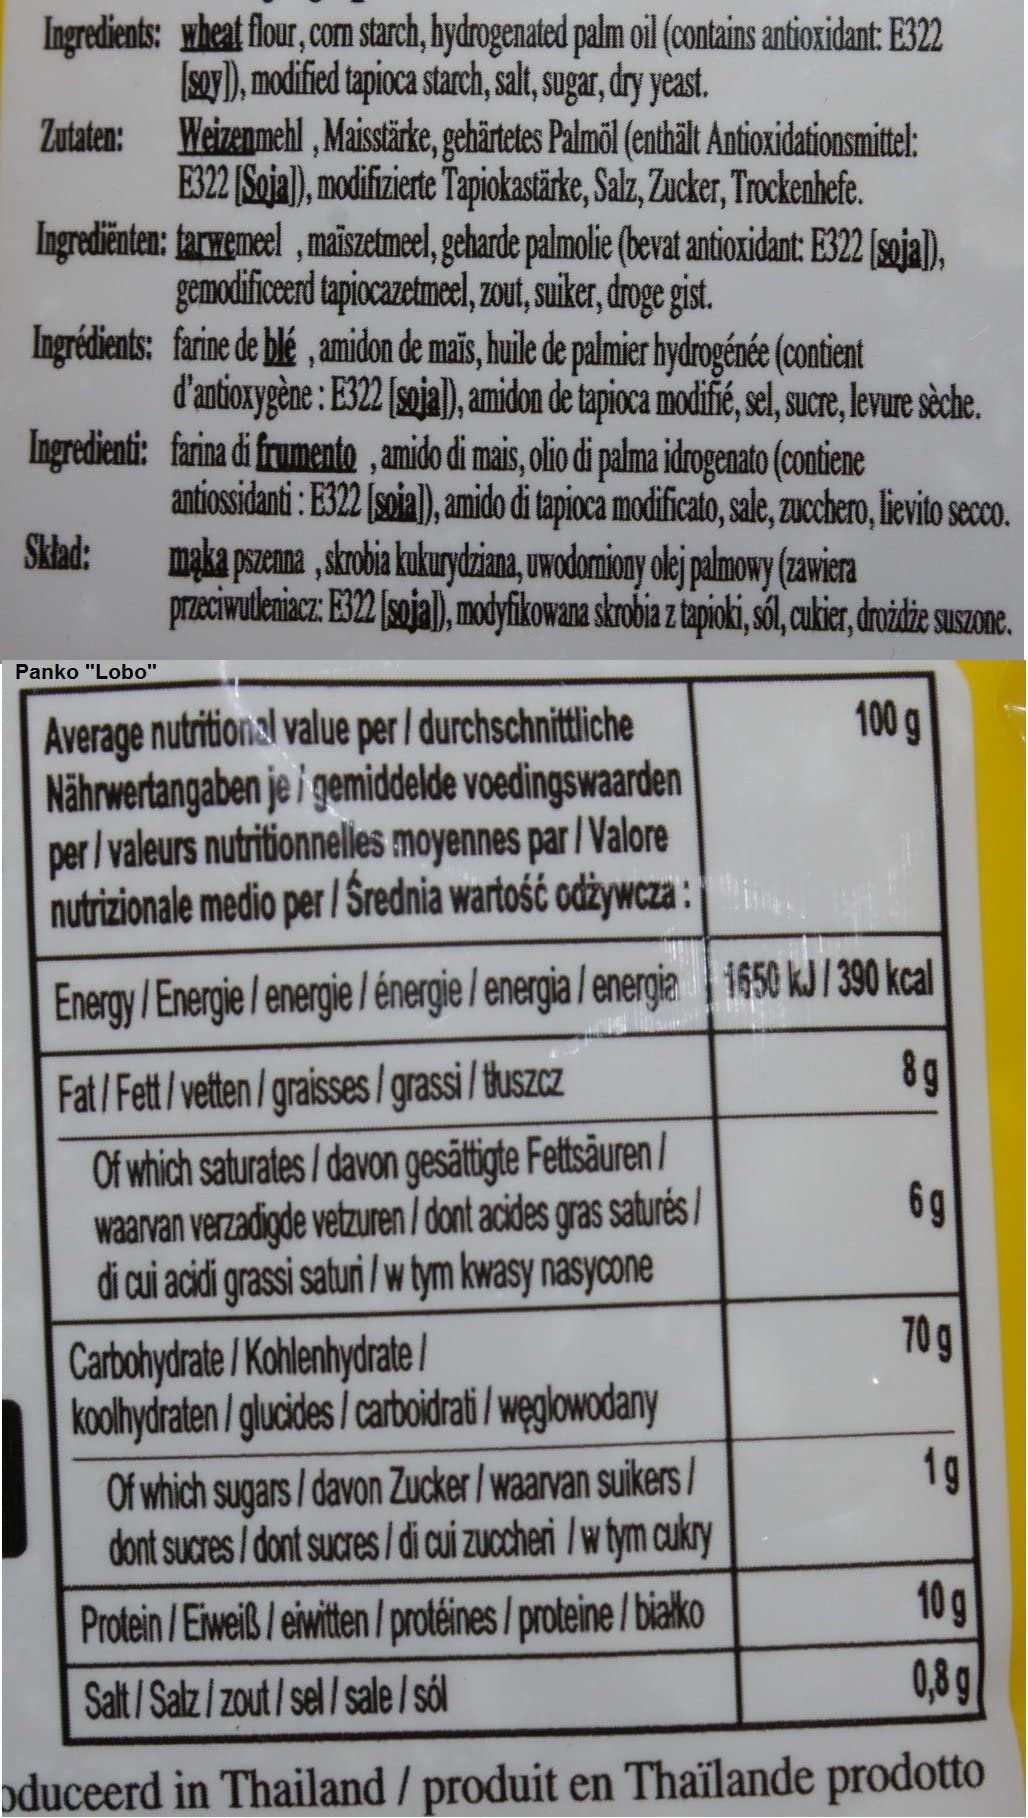 Ingredients: wheat flour, corn starch, hydrogenated palm oil (contains antioxidant: E322
[soy]), modified tapioca starch, salt, sugar, dry yeast.
Zutaten: Weizenmehl , Maisstärke, gehärtetes Palmöl (enthält Antioxidationsmittel:
E322 [Soja]), modifizierte Tapiokastärke, Salz, Zucker, Trockenhefe.
Ingrediënten: tarwemeel , maïszetmeel, geharde palmolie (bevat antioxidant: E322 [soja]),
gemodificeerd tapiocazetmeel, zout, suiker, droge gist.
Ingrédients: farine de blé , amidon de maïs, huile de palmier hydrogénée (contient
d'antioxygène : E322 [soja]), amidon de tapioca modifié, sel, sucre, levure sèche.
Ingredienti: farina di frumento , amido di mais, olio di palma idrogenato (contiene
antiossidanti : E322 [soia]), amido di tapioca modificato, sale, zucchero, lievito secco.
Skład: mąka pszenna , skrobia kukurydziana, uwodorniony olej palmowy (zawiera
przeciwutleniacz: E322 [soja]), modyfikowana skrobia z tapioki, sól, cukier, drożdże suszone.
Panko "Lobo"
Average nutritional value per / durchschnittliche 100 g
Nährwertangaben je / gemiddelde voedingswaarden
per / valeurs nutritionnelles moyennes par / Valore
nutrizionale medio per / Średnia wartość odżywcza :
Energy / Energie / energie / énergie / energia / energia 1650 kJ / 390 kcal
Fat / Fett / vetten / graisses / grassi / tłuszcz 8 g
Of which saturates / davon gesättigte Fettsäuren /
waarvan verzadigde vetzuren / dont acides gras saturés / 6 g
di cui acidi grassi saturi / w tym kwasy nasycone
Carbohydrate / Kohlenhydrate / 70 g
koolhydraten / glucides / carboidrati / węglowodany
Of which sugars / davon Zucker / waarvan suikers / 1 g
dont sucres / dont sucres / di cui zuccheri / w tym cukry
Protein / Eiweiß / eiwitten / protéines / proteine / białko 10 g
Salt / Salz / zout / sel / sale / sól 0,8 g
oduceerd in Thailand / produit en Thaïlande prodotto